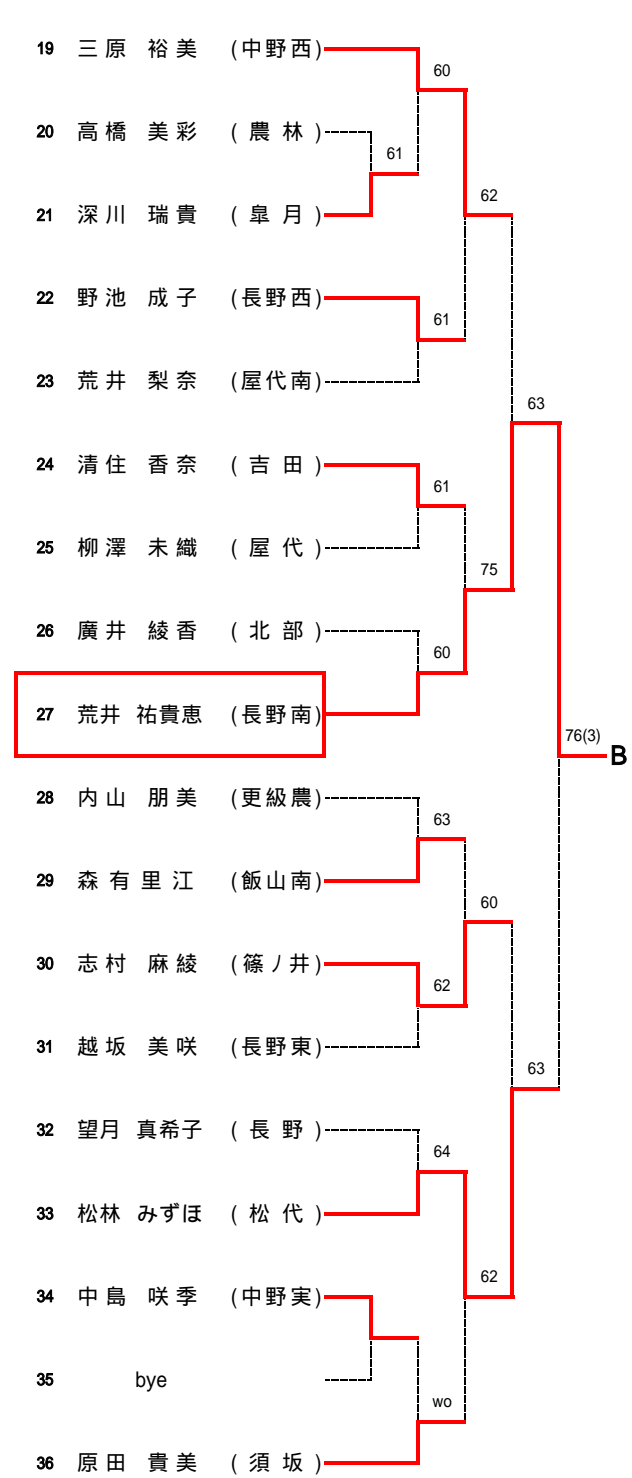 19 三原 裕美 (中野西)
60
20 高橋 美彩 (農林)
61
21 深川 瑞貴 (皐月)
62
22 野池 成子 (長野西)
61
23 荒井 梨奈 (屋代南)
63
24 清住 香奈 (吉田)
61
25 柳澤 未織 (屋代)
75
26 廣井 綾香 (北部)
60
27 荒井 祐貴恵 (長野南)
76(3)
B
28 内山 朋美 (更級農)
63
29 森有里江 (飯山南)
60
30 志村 麻綾 (篠ノ井)
62
31 越坂 美咲 (長野東)
63
32 望月 真希子 (長野)
64
33 松林 みずほ (松代)
62
34 中島 咲季 (中野実)
35 bye
wo
36 原田 貴美 (須坂)